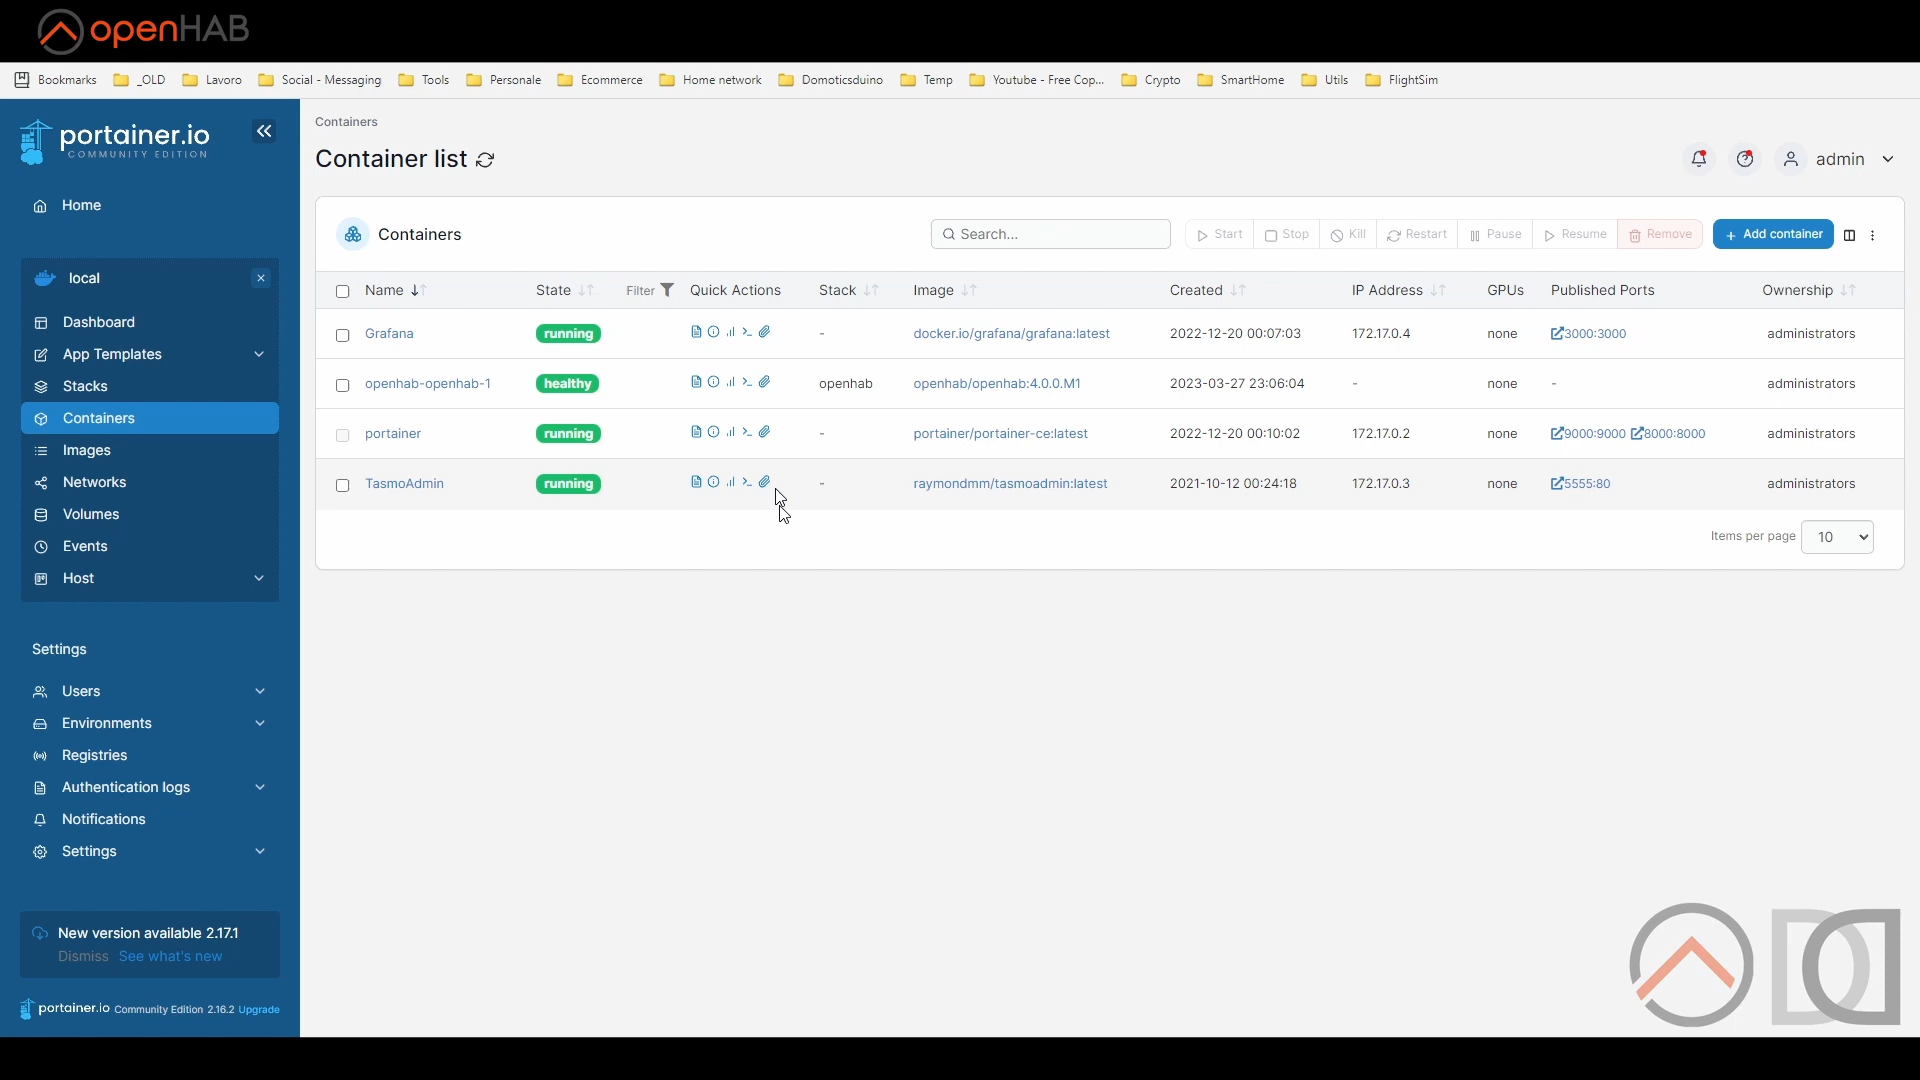 openHAB
Bookmarks _OLD Lavoro Social - Messaging Tools Personale Ecommerce Home network Domoticsduino Temp Youtube - Free Cop... Crypto SmartHome Utils FlightSim
portainer.io
COMMUNITY EDITION
Home
local
Dashboard
App Templates
Stacks
Containers
Images
Networks
Volumes
Events
Host
Settings
Users
Environments
Registries
Authentication logs
Notifications
Settings
New version available 2.17.1
Dismiss See what's new
portainer.io Community Edition 2.16.2 Upgrade
Containers
Container list
admin
Containers
Search...
Start Stop Kill Restart Pause Resume Remove
+ Add container
Name State Filter Quick Actions Stack Image Created IP Address GPUs Published Ports Ownership
Grafana running - docker.io/grafana/grafana:latest 2022-12-20 00:07:03 172.17.0.4 none 3000:3000 administrators
openhab-openhab-1 healthy openhab openhab/openhab:4.0.0.M1 2023-03-27 23:06:04 - none - administrators
portainer running - portainer/portainer-ce:latest 2022-12-20 00:10:02 172.17.0.2 none 9000:9000 8000:8000 administrators
TasmoAdmin running - raymondmm/tasmoadmin:latest 2021-10-12 00:24:18 172.17.0.3 none 5555:80 administrators
Items per page 10